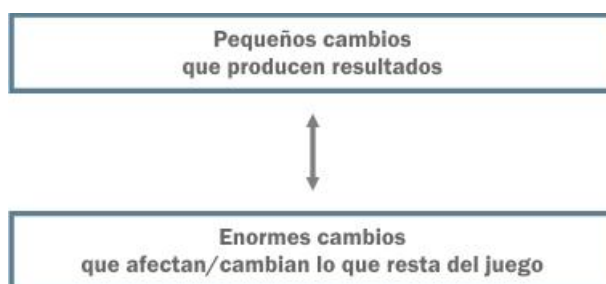 Pequeños cambios
que producen resultados
Enormes cambios
que afectan/cambian lo que resta del juego